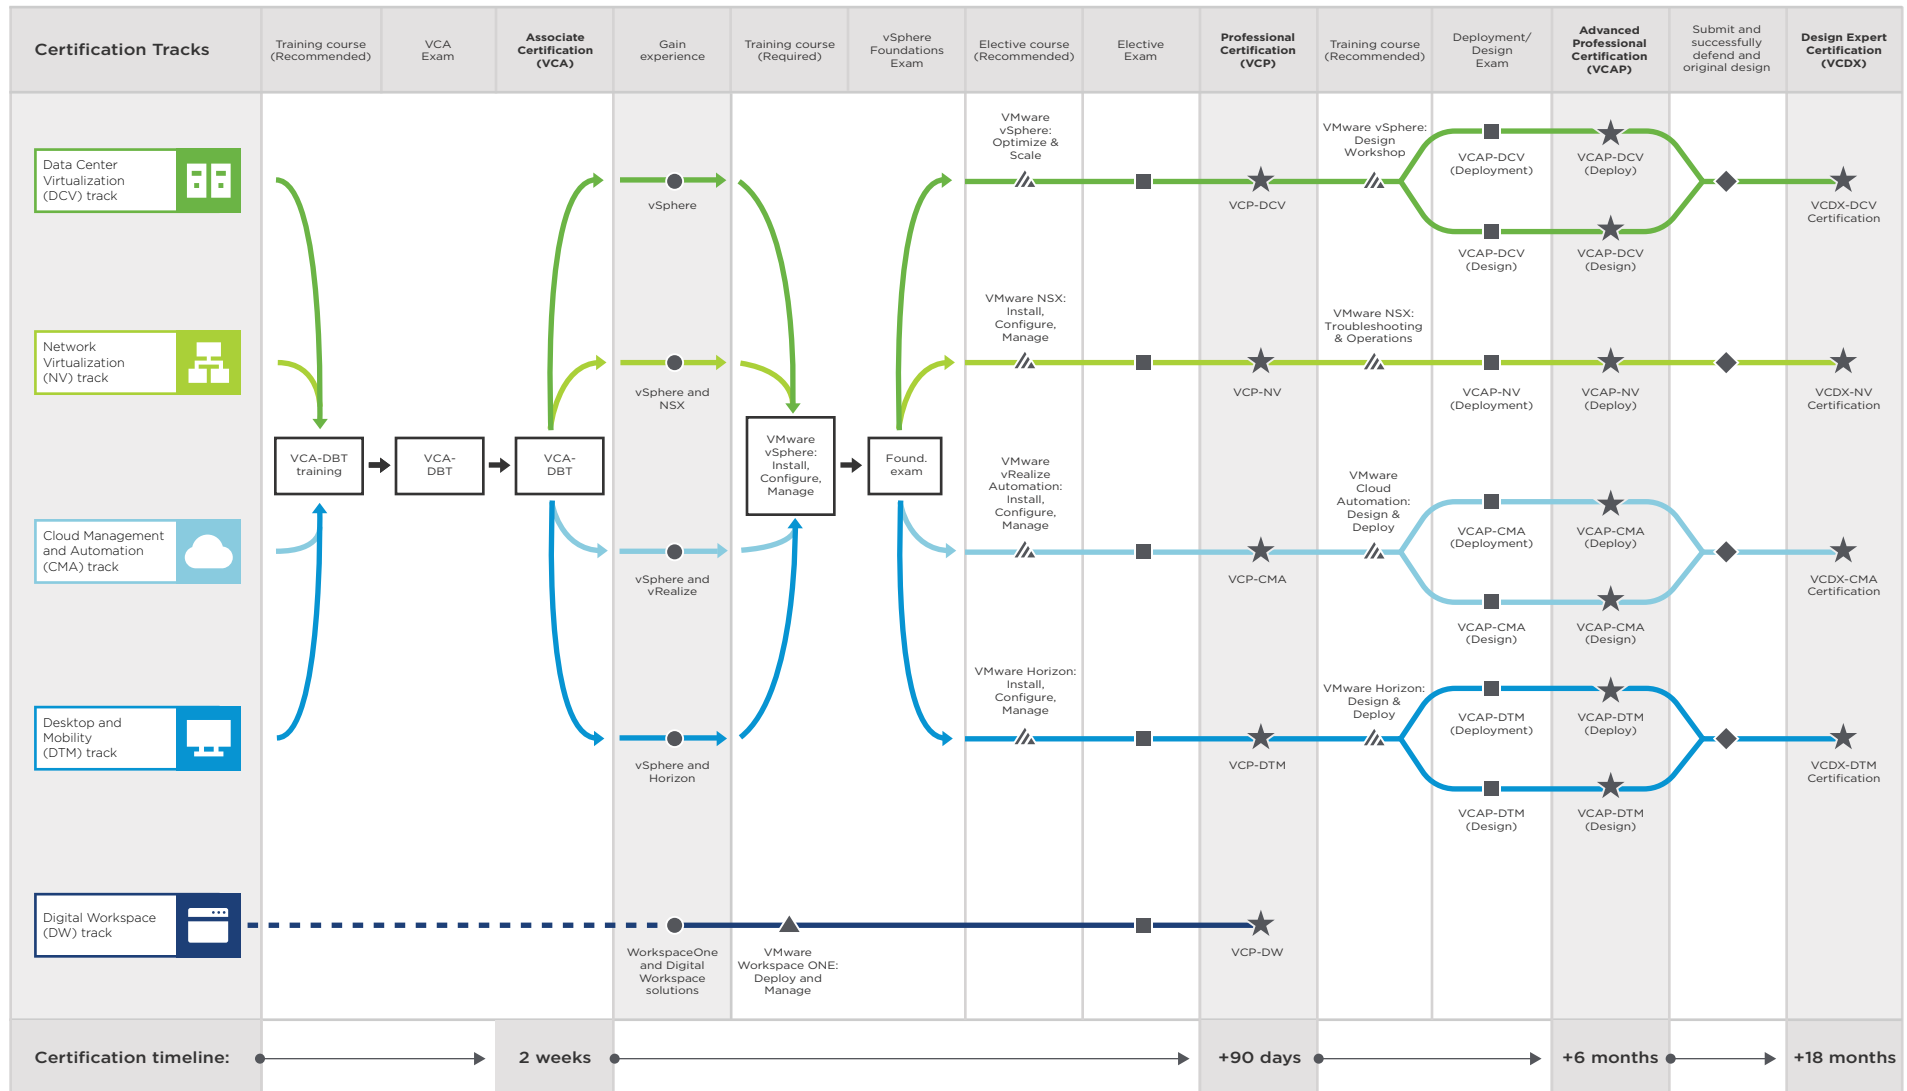 Certification Tracks
Training course
(Recommended)
VCA
Exam
Associate
Certification
(VCA)
Gain
experience
Training course
(Required)
vSphere
Foundations
Exam
Elective course
(Recommended)
Elective
Exam
Professional
Certification
(VCP)
Training course
(Recommended)
Deployment/
Design
Exam
Advanced
Professional
Certification
(VCAP)
Submit and
successfully
defend and
original design
Design Expert
Certification
(VCDX)
Data Center
Virtualization
(DCV) track
vSphere
VMware
vSphere:
Optimize &
Scale
VCP-DCV
VMware vSphere:
Design
Workshop
VCAP-DCV
(Deployment)
VCAP-DCV
(Deploy)
VCAP-DCV
(Design)
VCAP-DCV
(Design)
VCDX-DCV
Certification
Network
Virtualization
(NV) track
vSphere and
NSX
VMware NSX:
Install,
Configure,
Manage
VCP-NV
VMware NSX:
Troubleshooting
& Operations
VCAP-NV
(Deployment)
VCAP-NV
(Deploy)
VCDX-NV
Certification
VCA-DBT
training
VCA-
DBT
VCA-
DBT
VMware
vSphere:
Install,
Configure,
Manage
Found.
exam
Cloud Management
and Automation
(CMA) track
vSphere and
vRealize
VMware
vRealize
Automation:
Install,
Configure,
Manage
VCP-CMA
VMware
Cloud
Automation:
Design &
Deploy
VCAP-CMA
(Deployment)
VCAP-CMA
(Deploy)
VCAP-CMA
(Design)
VCAP-CMA
(Design)
VCDX-CMA
Certification
Desktop and
Mobility
(DTM) track
vSphere and
Horizon
VMware Horizon:
Install,
Configure,
Manage
VCP-DTM
VMware Horizon:
Design &
Deploy
VCAP-DTM
(Deployment)
VCAP-DTM
(Deploy)
VCAP-DTM
(Design)
VCAP-DTM
(Design)
VCDX-DTM
Certification
Digital Workspace
(DW) track
WorkspaceOne
and Digital
Workspace
solutions
VMware
Workspace ONE:
Deploy and
Manage
VCP-DW
Certification timeline:
2 weeks
+90 days
+6 months
+18 months